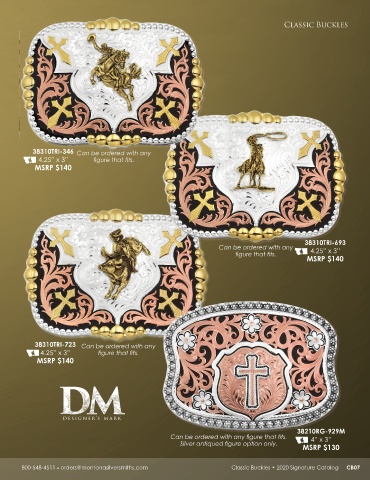 Classic Buckles
38310TRI-346 Can be ordered with any figure that fits.
4.25" x 3"
MSRP $140
38310TRI-693
Can be ordered with any figure that fits.
4.25" x 3"
MSRP $140
38310TRI-723 Can be ordered with any figure that fits.
4.25" x 3"
MSRP $140
DM
DESIGNER'S MARK
38210RG-929M
Can be ordered with any figure that fits.
Silver antiqued figure option only.
4" x 3"
MSRP $130
800-548-4511 • orders@montanasilversmiths.com
Classic Buckles • 2020 Signature Catalog CB07